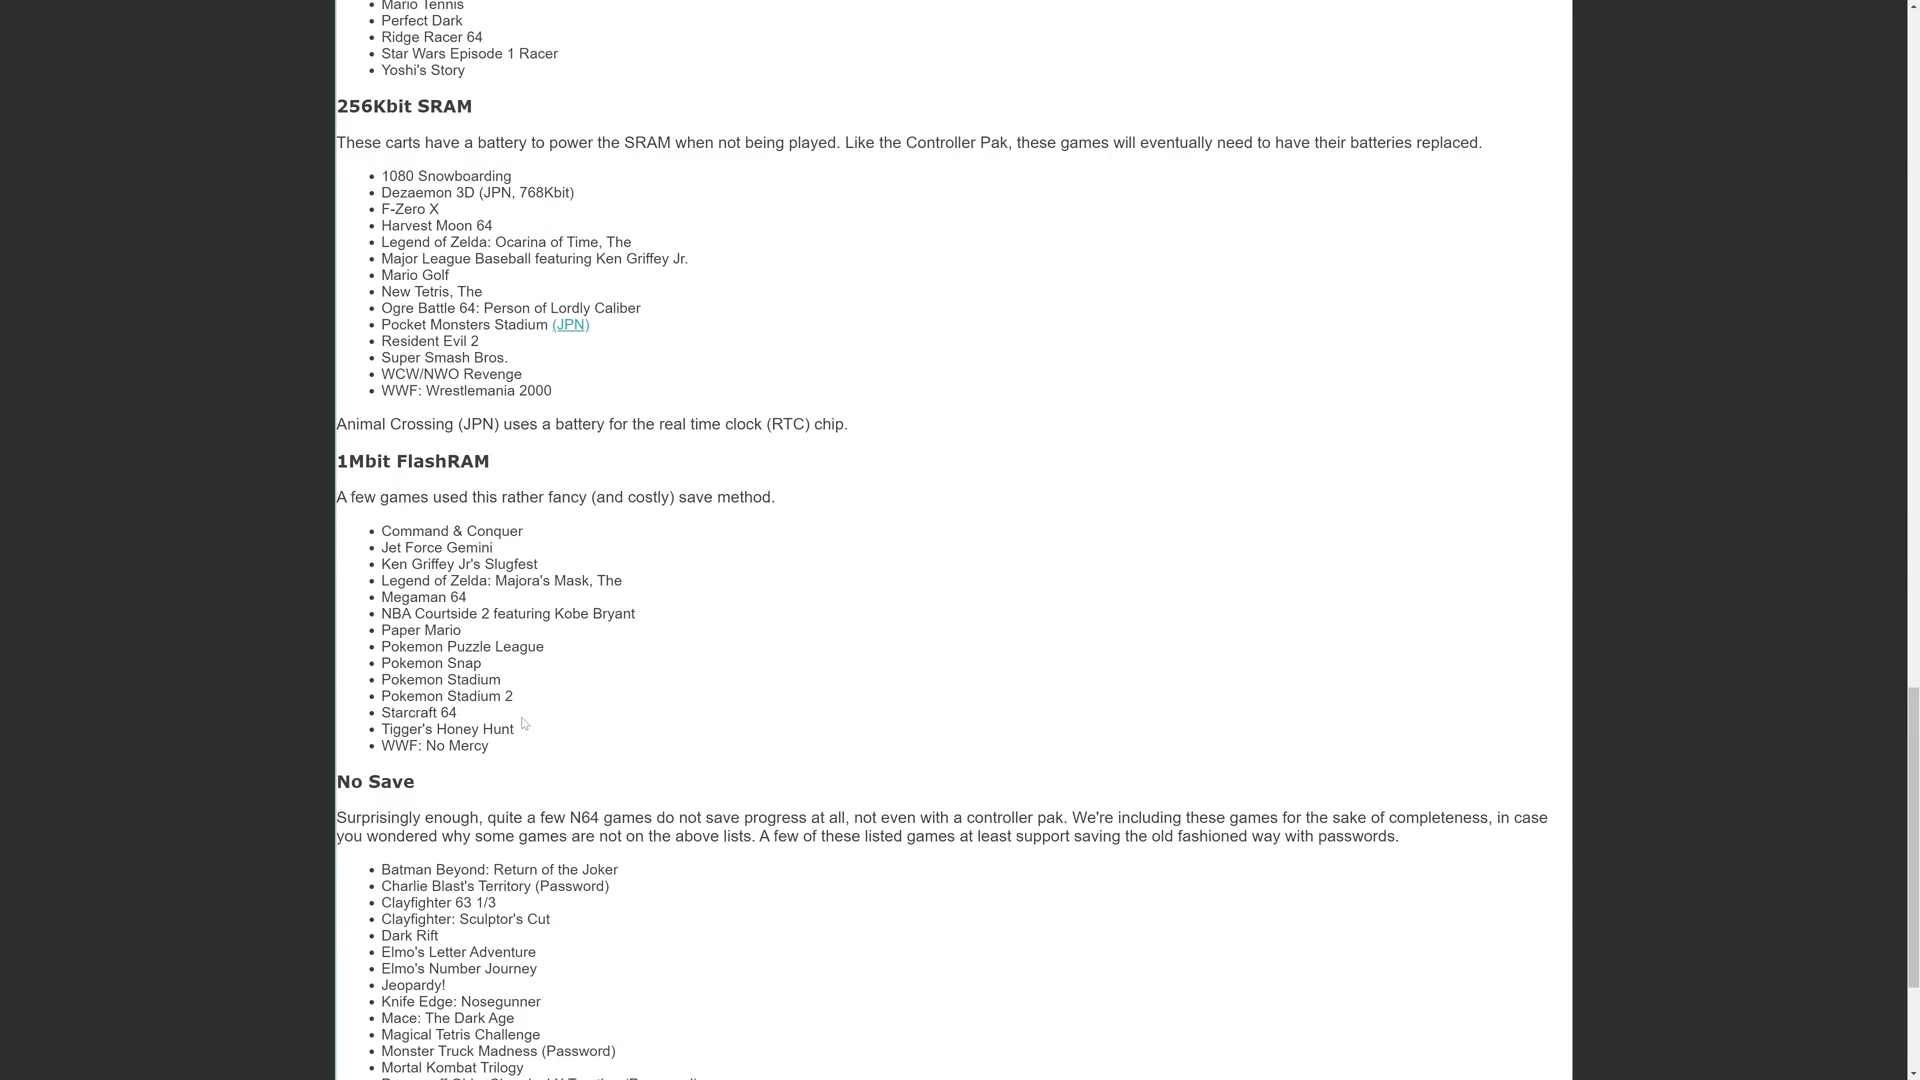 Mario Tennis
Perfect Dark
Ridge Racer 64
Star Wars Episode 1 Racer
Yoshi's Story
256Kbit SRAM
These carts have a battery to power the SRAM when not being played. Like the Controller Pak, these games will eventually need to have their batteries replaced.
1080 Snowboarding
Dezaemon 3D (JPN, 768Kbit)
F-Zero X
Harvest Moon 64
Legend of Zelda: Ocarina of Time, The
Major League Baseball featuring Ken Griffey Jr.
Mario Golf
New Tetris, The
Ogre Battle 64: Person of Lordly Caliber
Pocket Monsters Stadium (JPN)
Resident Evil 2
Super Smash Bros.
WCW/NWO Revenge
WWF: Wrestlemania 2000
Animal Crossing (JPN) uses a battery for the real time clock (RTC) chip.
1Mbit FlashRAM
A few games used this rather fancy (and costly) save method.
Command & Conquer
Jet Force Gemini
Ken Griffey Jr's Slugfest
Legend of Zelda: Majora's Mask, The
Megaman 64
NBA Courtside 2 featuring Kobe Bryant
Paper Mario
Pokemon Puzzle League
Pokemon Snap
Pokemon Stadium
Pokemon Stadium 2
Starcraft 64
Tigger's Honey Hunt
WWF: No Mercy
No Save
Surprisingly enough, quite a few N64 games do not save progress at all, not even with a controller pak. We're including these games for the sake of completeness, in case
you wondered why some games are not on the above lists. A few of these listed games at least support saving the old fashioned way with passwords.
Batman Beyond: Return of the Joker
Charlie Blast's Territory (Password)
Clayfighter 63 1/3
Clayfighter: Sculptor's Cut
Dark Rift
Elmo's Letter Adventure
Elmo's Number Journey
Jeopardy!
Knife Edge: Nosegunner
Mace: The Dark Age
Magical Tetris Challenge
Monster Truck Madness (Password)
Mortal Kombat Trilogy